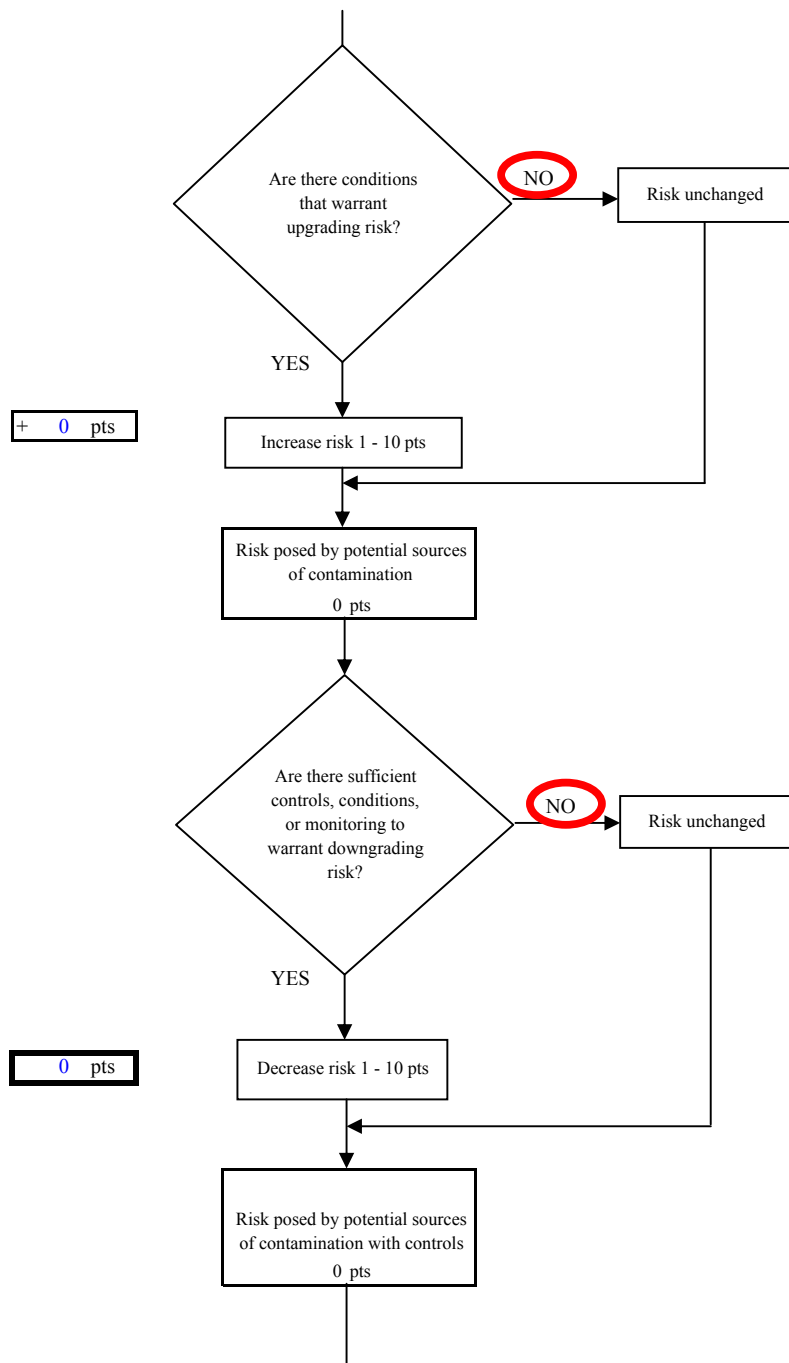 Are there conditions
that warrant
upgrading risk?
NO
Risk unchanged
YES
+ 0 pts
Increase risk 1 - 10 pts
Risk posed by potential sources
of contamination
0 pts
Are there sufficient
controls, conditions,
or monitoring to
warrant downgrading
risk?
NO
Risk unchanged
YES
0 pts
Decrease risk 1 - 10 pts
Risk posed by potential sources
of contamination with controls
0 pts